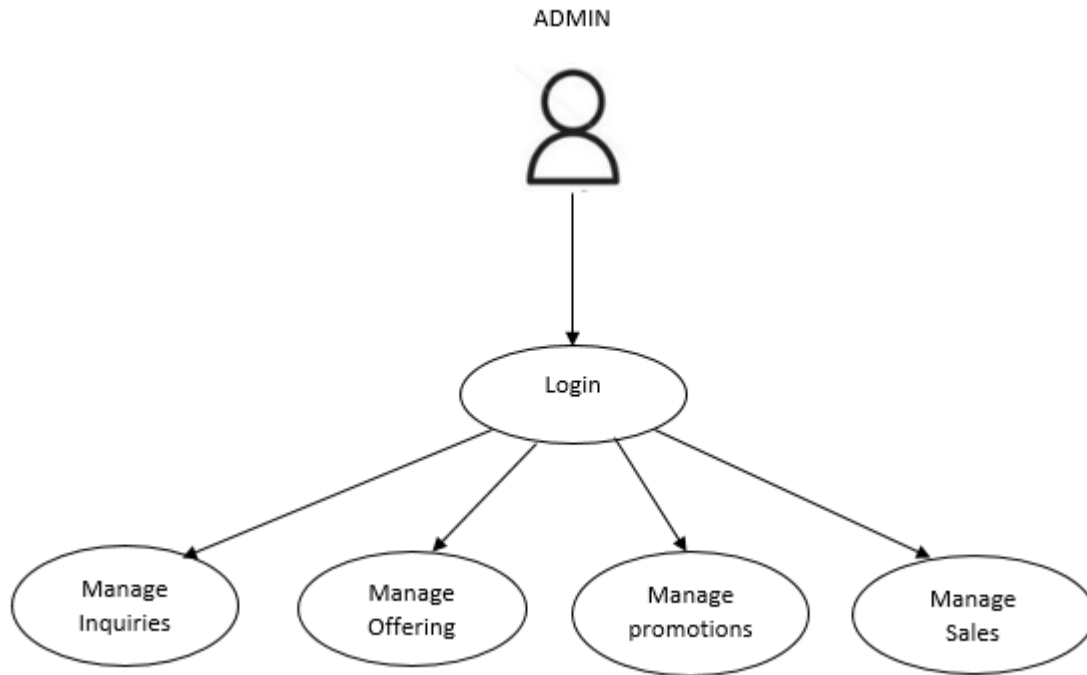 ADMIN
Login
Manage
Inquiries
Manage
Offering
Manage
promotions
Manage
Sales